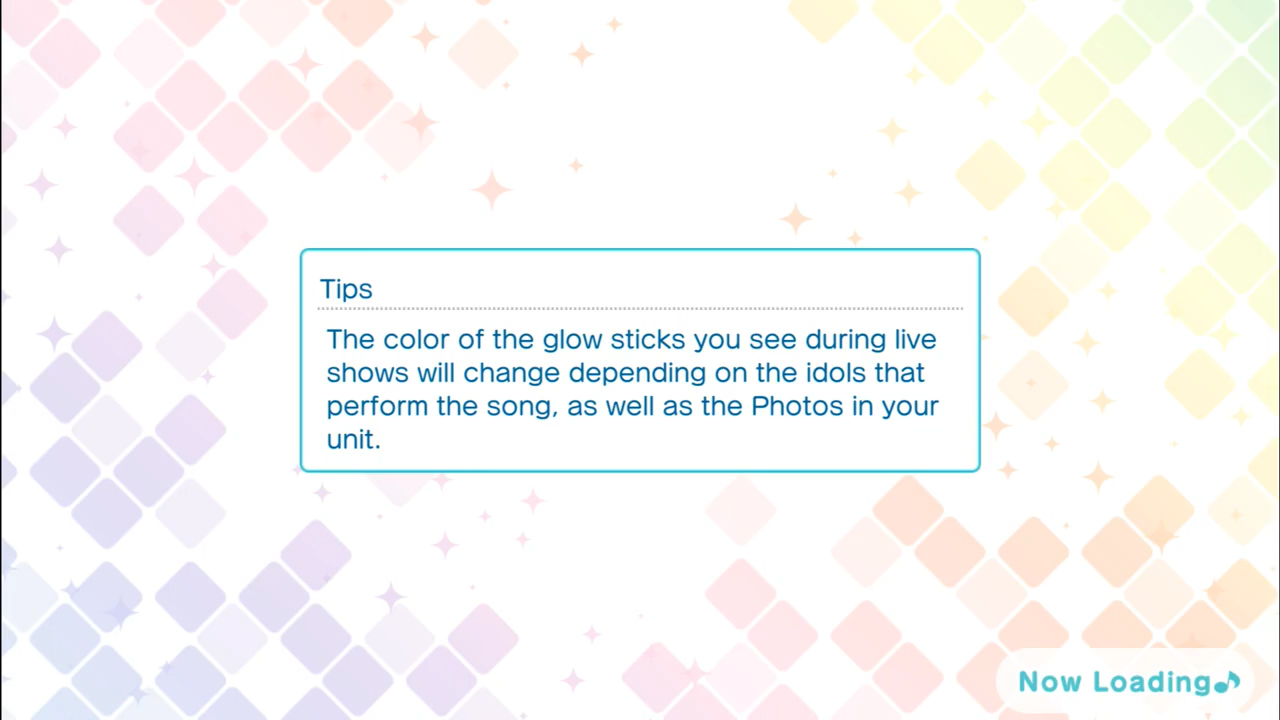 Tips
The color of the glow sticks you see during live
shows will change depending on the idols that
perform the song, as well as the Photos in your
unit.
Now Loading♪